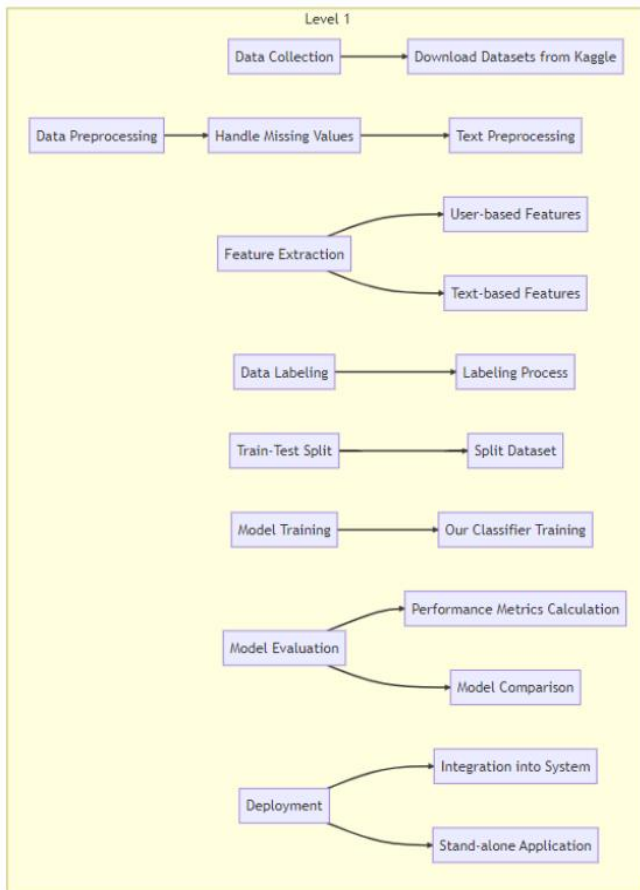 Level 1
Data Collection
Download Datasets from Kaggle
Data Preprocessing
Handle Missing Values
Text Preprocessing
User-based Features
Feature Extraction
Text-based Features
Data Labeling
Labeling Process
Train-Test Split
Split Dataset
Model Training
Our Classifier Training
Performance Metrics Calculation
Model Evaluation
Model Comparison
Integration into System
Deployment
Stand-alone Application